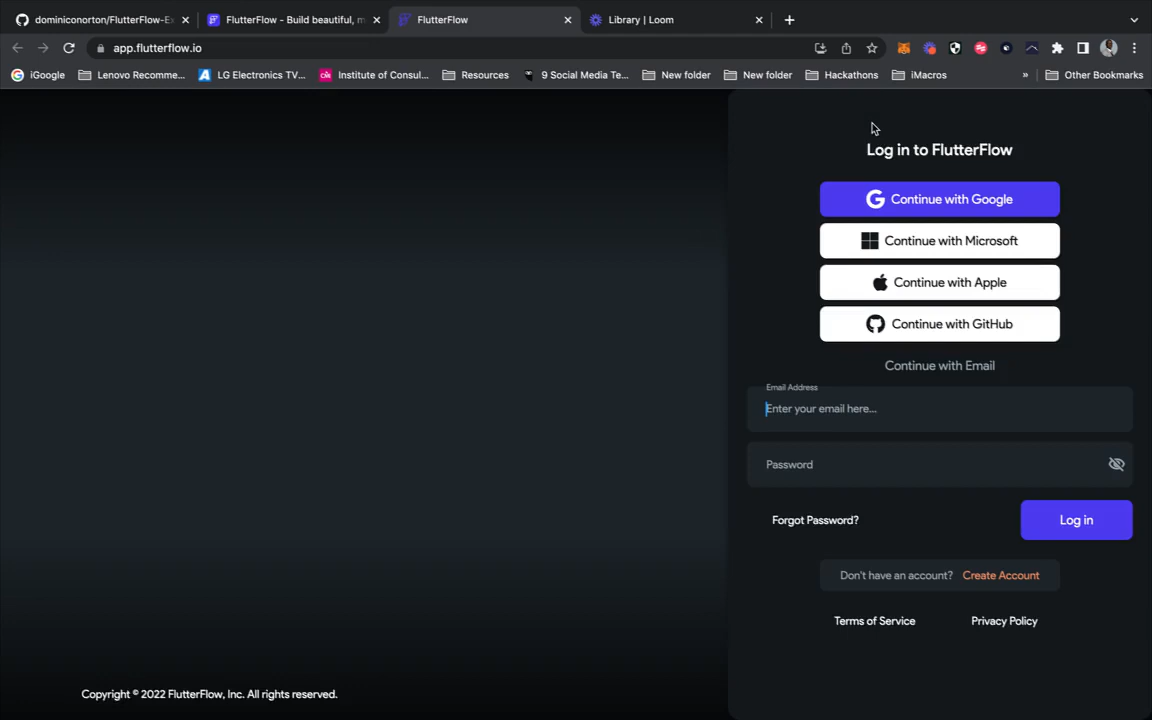 dominiconorton/FlutterFlow-Ex
FlutterFlow - Build beautiful, m
FlutterFlow
Library | Loom
app.flutterflow.io
iGoogle
Lenovo Recomme...
LG Electronics TV...
Institute of Consul...
Resources
9 Social Media Te...
New folder
New folder
Hackathons
iMacros
»
Other Bookmarks
Log in to FlutterFlow
Continue with Google
Continue with Microsoft
Continue with Apple
Continue with GitHub
Continue with Email
Email Address
Enter your email here...
Password
Forgot Password?
Log in
Don't have an account? Create Account
Terms of Service
Privacy Policy
Copyright © 2022 FlutterFlow, Inc. All rights reserved.